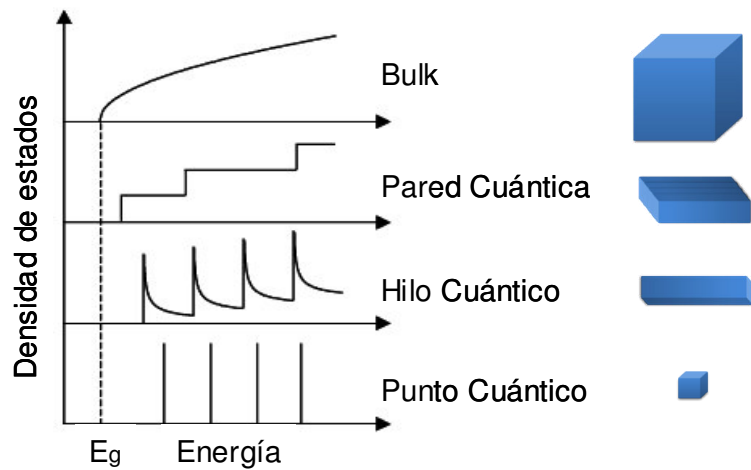 Densidad de estados
Bulk
Pared Cuántica
Hilo Cuántico
Punto Cuántico
Eg
Energía